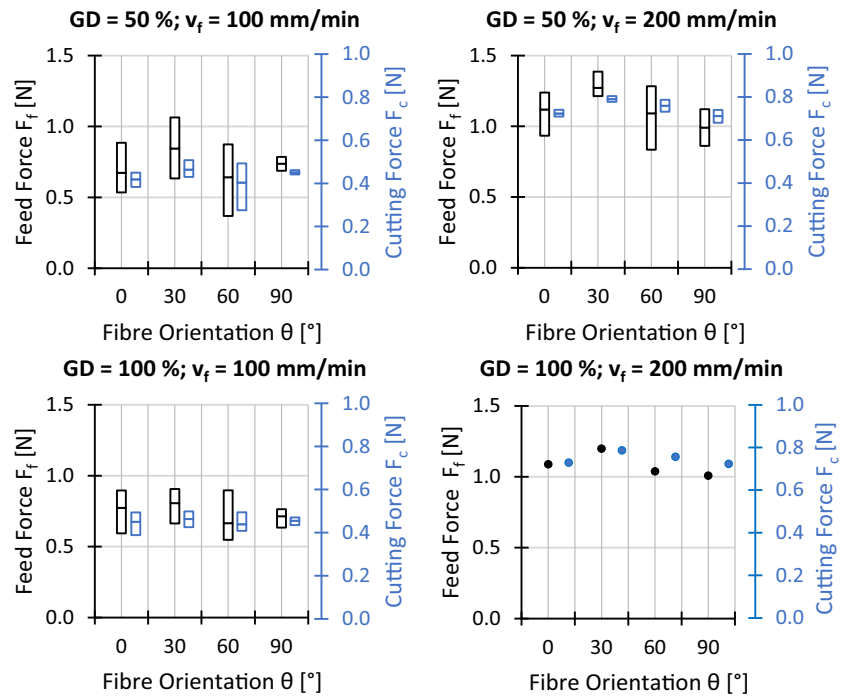 GD = 50 %; v_f = 100 mm/min
1.5
1.0
0.5
0.0
Feed Force F_f [N]
1.0
0.8
0.6
0.4
0.2
0.0
Cutting Force F_c [N]
0 30 60 90
Fibre Orientation θ [°]
GD = 50 %; v_f = 200 mm/min
1.5
1.0
0.5
0.0
Feed Force F_f [N]
1.0
0.8
0.6
0.4
0.2
0.0
Cutting Force F_c [N]
0 30 60 90
Fibre Orientation θ [°]
GD = 100 %; v_f = 100 mm/min
1.5
1.0
0.5
0.0
Feed Force F_f [N]
1.0
0.8
0.6
0.4
0.2
0.0
Cutting Force F_c [N]
0 30 60 90
Fibre Orientation θ [°]
GD = 100 %; v_f = 200 mm/min
1.5
1.0
0.5
0.0
Feed Force F_f [N]
1.0
0.8
0.6
0.4
0.2
0.0
Cutting Force F_c [N]
0 30 60 90
Fibre Orientation θ [°]